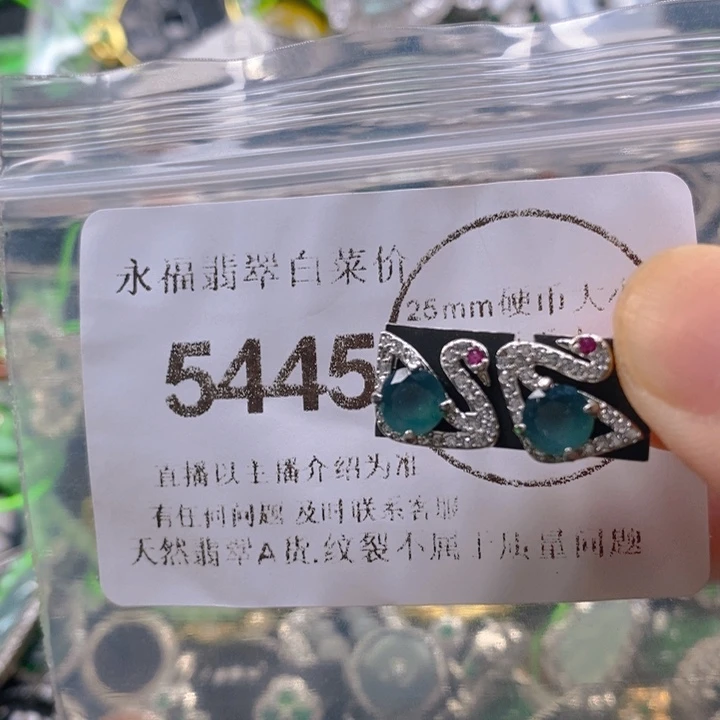 永福翡翠白菜价
25mm硬币大小
5445
直播以主播介绍为准
有任何问题 及时联系客服
天然翡翠A货.纹裂不属于质量问题